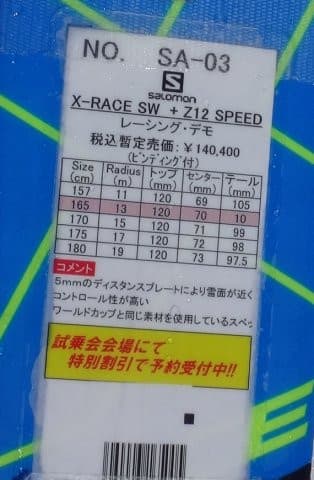 NO. SA-03
salomon
X-RACE SW + Z12 SPEED
レーシング・デモ
税込暫定売価：￥140,400
(ビンディング付)
Size (cm) Radius (m) トップ (mm) センター (mm) テール (mm)
157 11 120 69 105
165 13 120 70 10
170 15 120 71 99
175 17 120 72 98
180 19 120 73 97.5
コメント
5mmのディスタンスプレートにより雪面が近く
コントロール性が高い
ワールドカップと同じ素材を使用しているスペッ
試乗会会場にて
特別割引で予約受付中!!
E